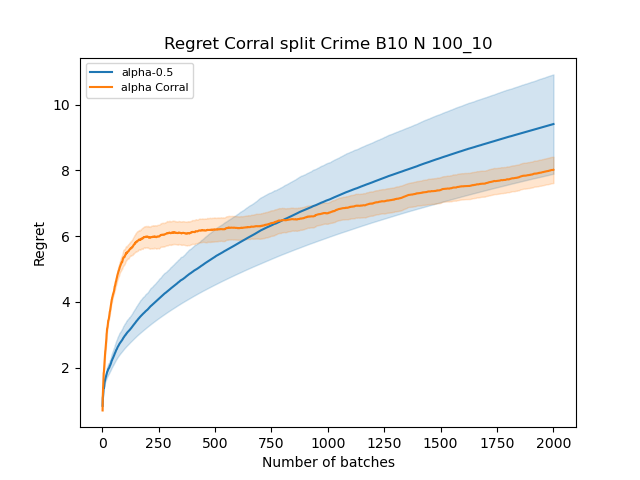 Regret Corral split Crime B10 N 100_10
alpha-0.5
alpha Corral
10
8
6
4
2
Regret
0 250 500 750 1000 1250 1500 1750 2000
Number of batches